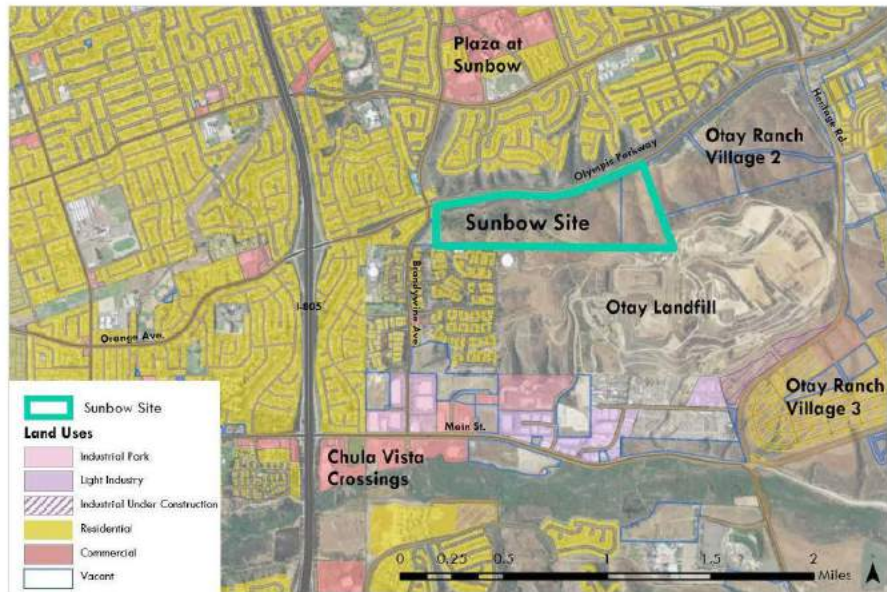 Plaza at
Sunbow
Heritage Rd.
Otay Ranch
Village 2
Olympic Parkway
Sunbow Site
I-805
Brandywine Ave.
Otay Landfill
Orange Ave.
Otay Ranch
Village 3
Main St.
Chula Vista
Crossings
Sunbow Site
Land Uses
Industrial Park
Light Industry
Industrial Under Construction
Residential
Commercial
Vacant
0 0.25 0.5 1 1.5 2
Miles